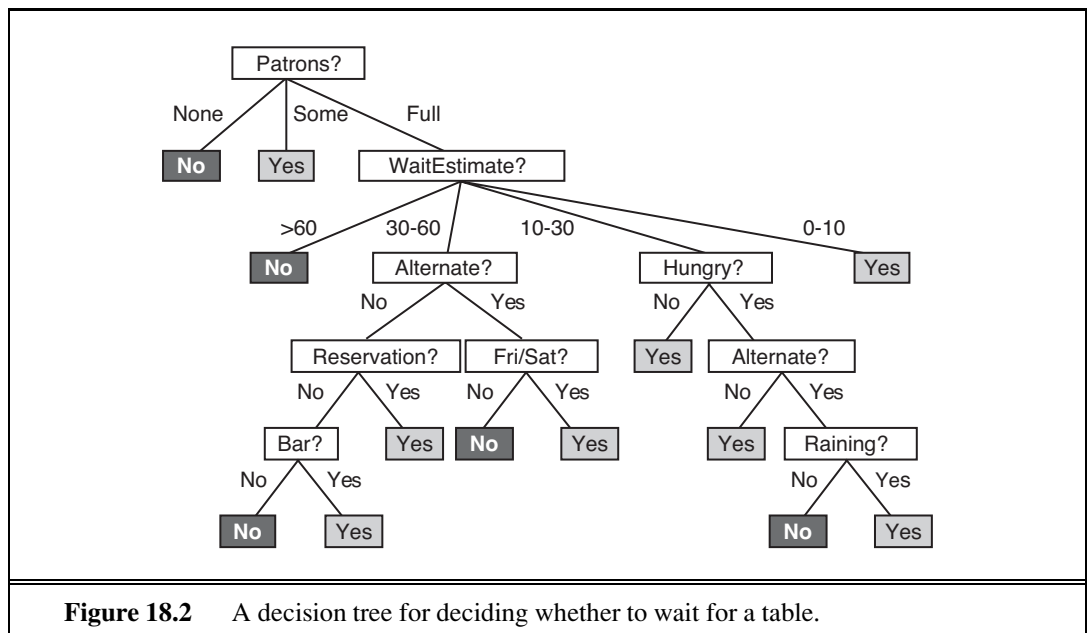 Patrons?
None Some Full
No Yes WaitEstimate?
>60 30-60 10-30 0-10
No Alternate? Hungry? Yes
No Yes No Yes
Reservation? Fri/Sat? Yes Alternate?
No Yes No Yes No Yes
Bar? Yes No Yes Yes Raining?
No Yes No Yes
No Yes No Yes
Figure 18.2 A decision tree for deciding whether to wait for a table.